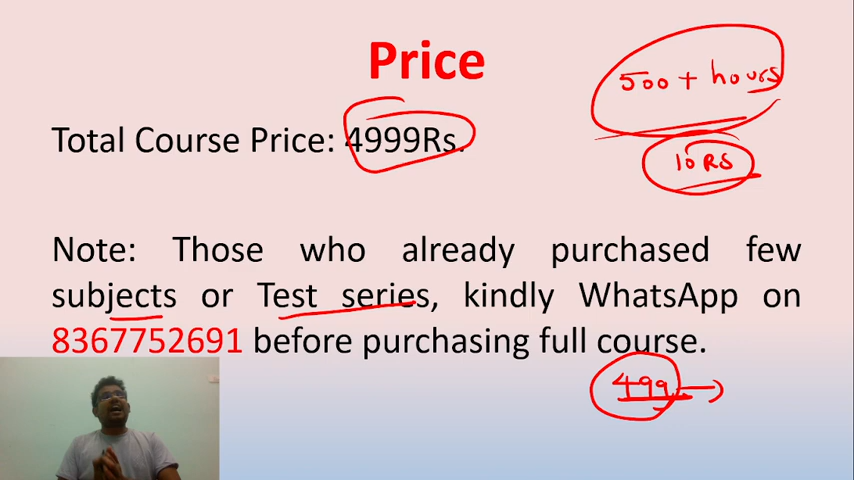 Price
500 + hours
Total Course Price: 4999Rs.
10 RS
Note: Those who already purchased few
subjects or Test series, kindly WhatsApp on
8367752691 before purchasing full course.
499